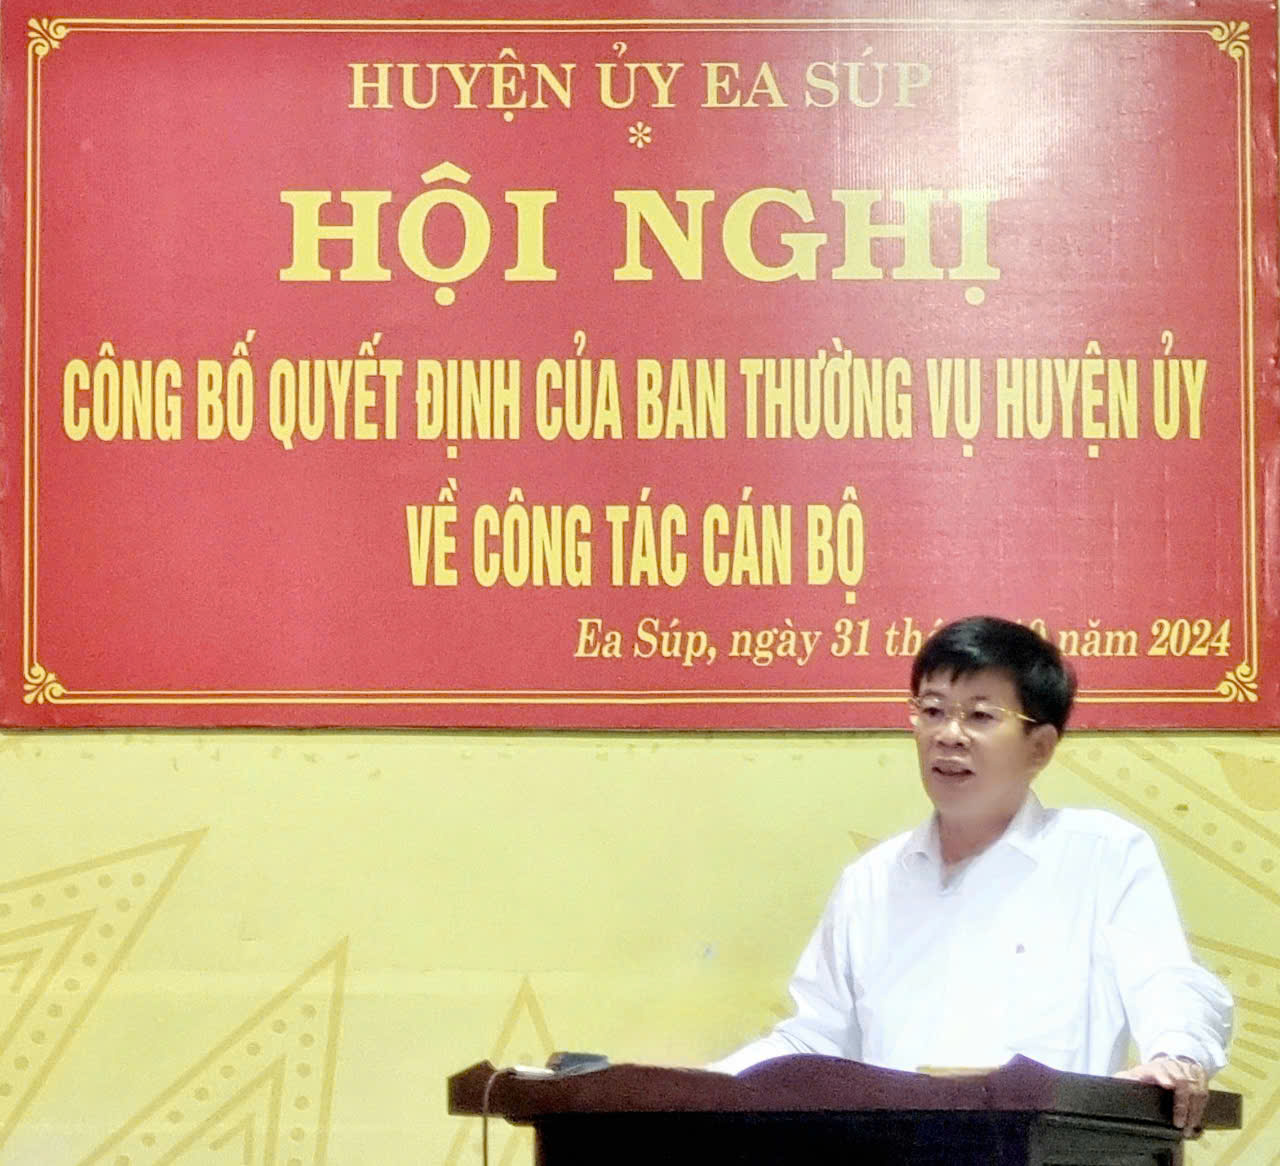 HUYỆN ỦY EA SÚP
*
HỘI NGHỊ
CÔNG BỐ QUYẾT ĐỊNH CỦA BAN THƯỜNG VỤ HUYỆN ỦY
VỀ CÔNG TÁC CÁN BỘ
Ea Súp, ngày 31 năm 2024